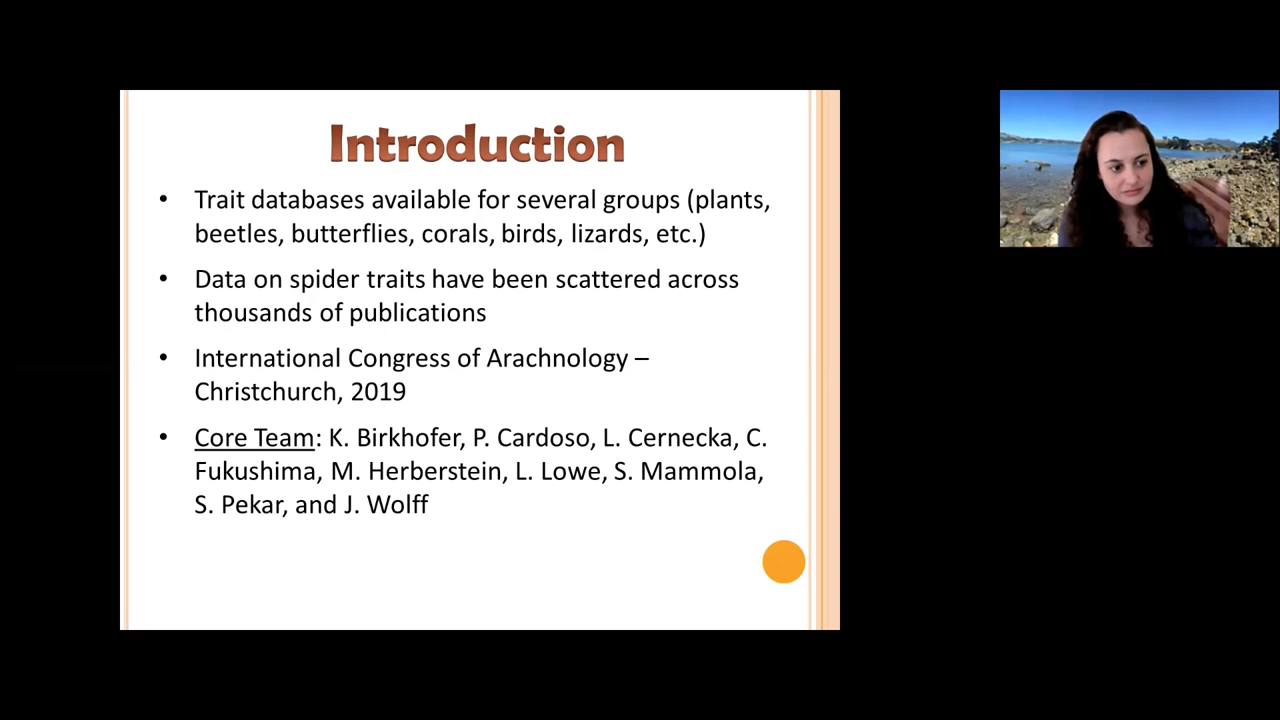 Introduction
• Trait databases available for several groups (plants,
beetles, butterflies, corals, birds, lizards, etc.)
• Data on spider traits have been scattered across
thousands of publications
• International Congress of Arachnology –
Christchurch, 2019
• Core Team: K. Birkhofer, P. Cardoso, L. Cernecka, C.
Fukushima, M. Herberstein, L. Lowe, S. Mammola,
S. Pekar, and J. Wolff